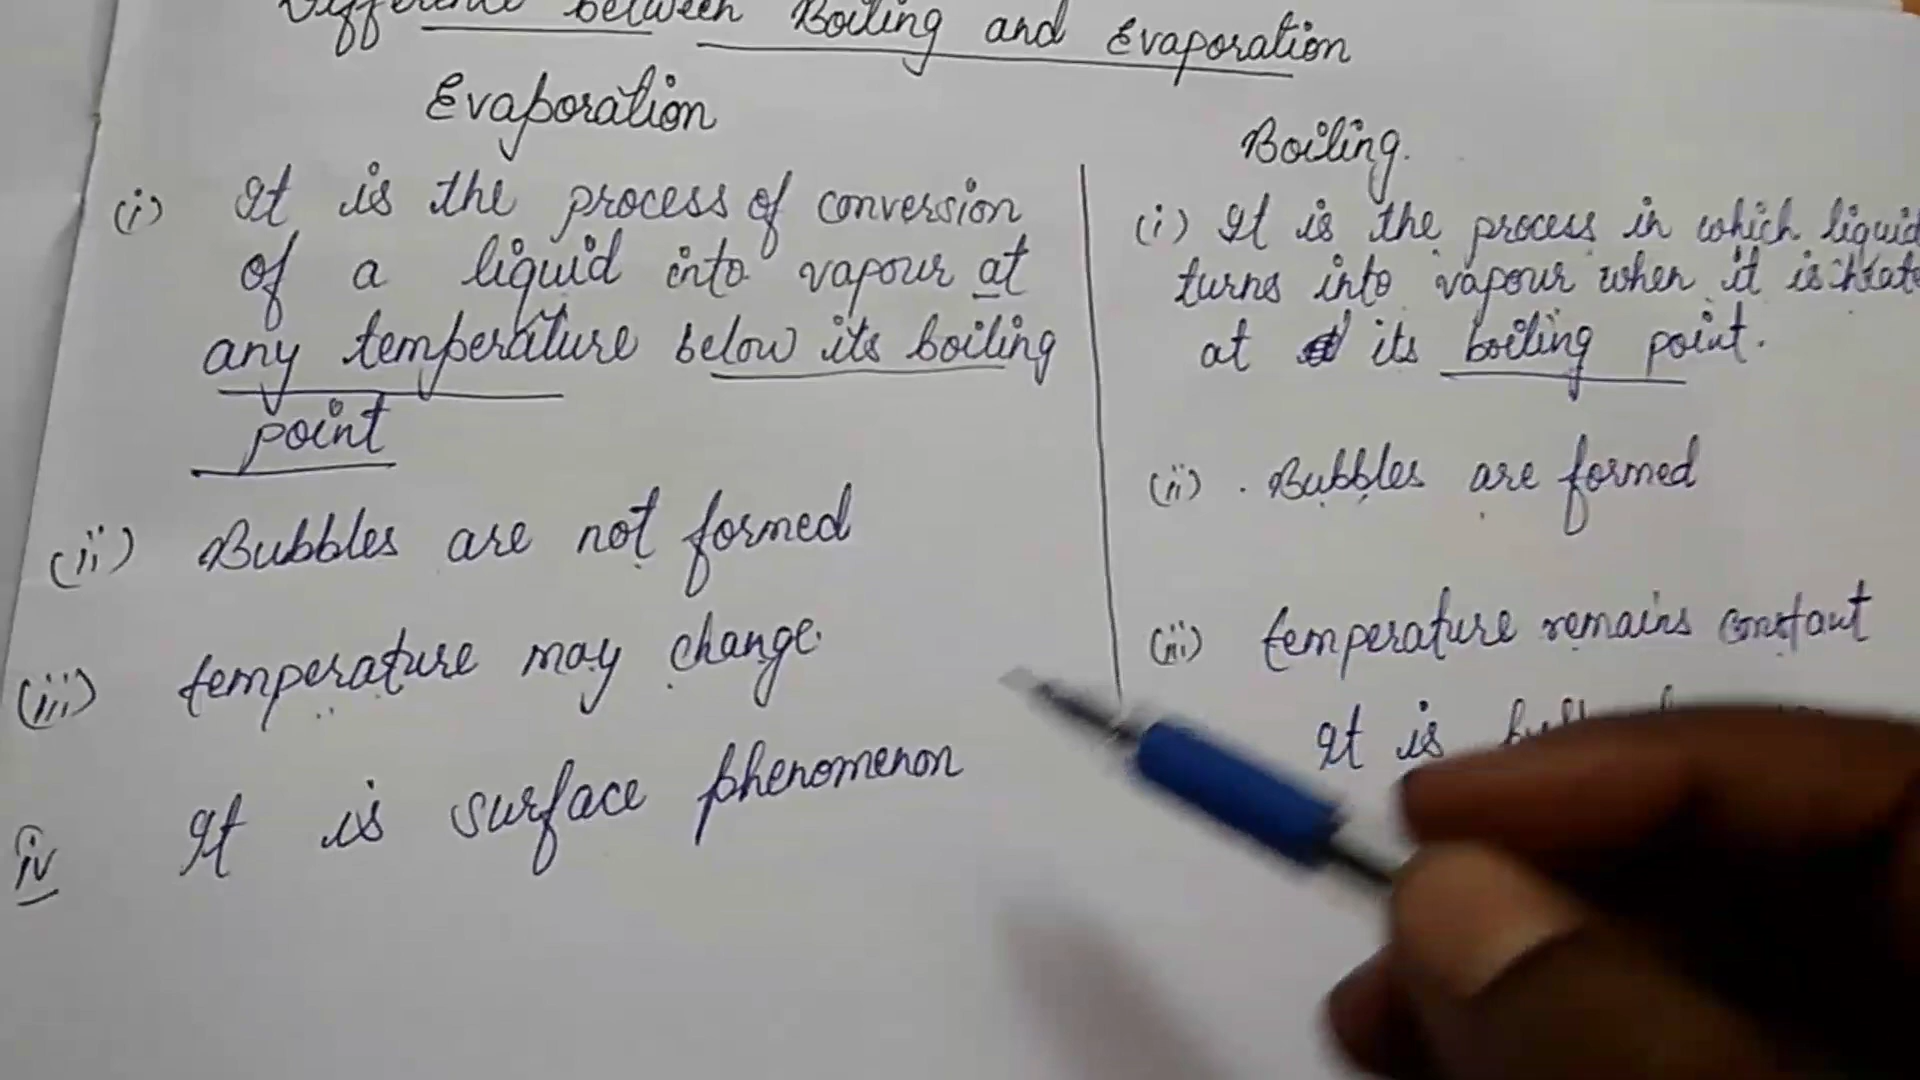 Difference between Boiling and Evaporation
Evaporation
(i) It is the process of conversion
of a liquid into vapour at
any temperature below its boiling
point
(ii) Bubbles are not formed
(iii) temperature may change.
iv It is surface phenomenon
Boiling.
(i) It is the process in which liquid
turns into vapour when it is heate
at its boiling point.
(ii) . Bubbles are formed
(iii) temperature remains constant
It is